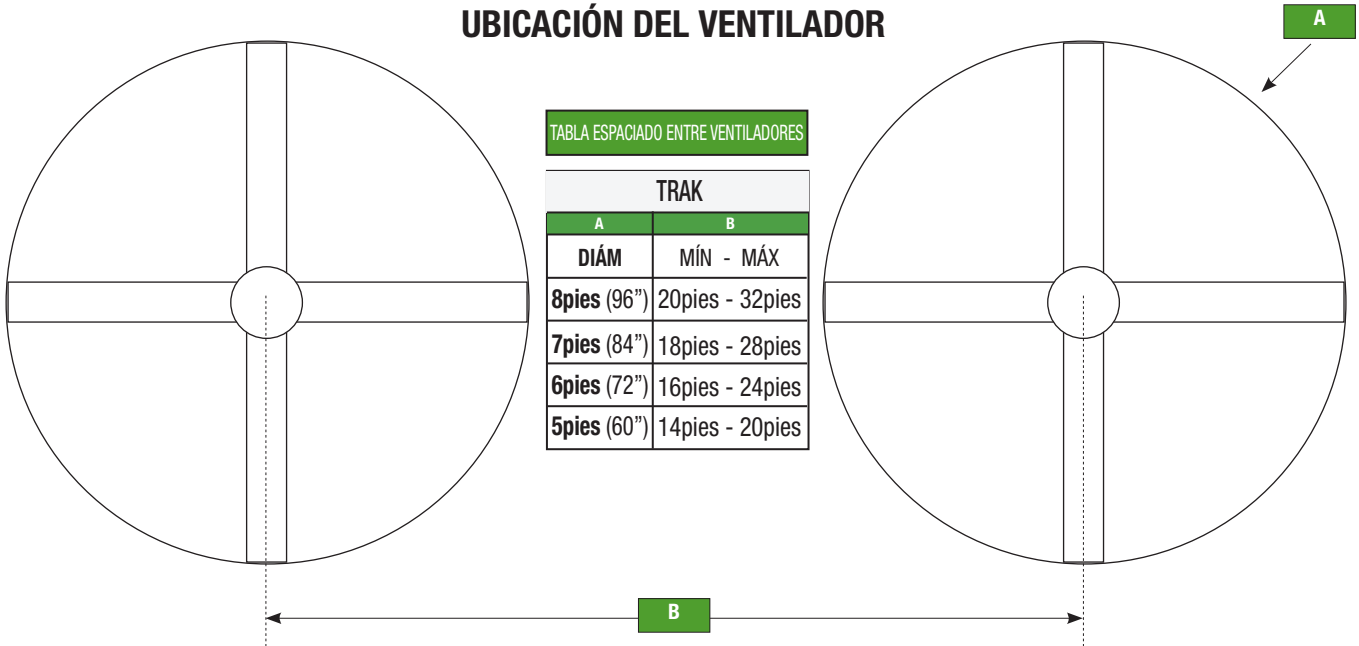 UBICACIÓN DEL VENTILADOR
A
TABLA ESPACIADO ENTRE VENTILADORES
TRAK
A B
DIÁM MÍN - MÁX
8pies (96”) 20pies - 32pies
7pies (84”) 18pies - 28pies
6pies (72”) 16pies - 24pies
5pies (60”) 14pies - 20pies
B